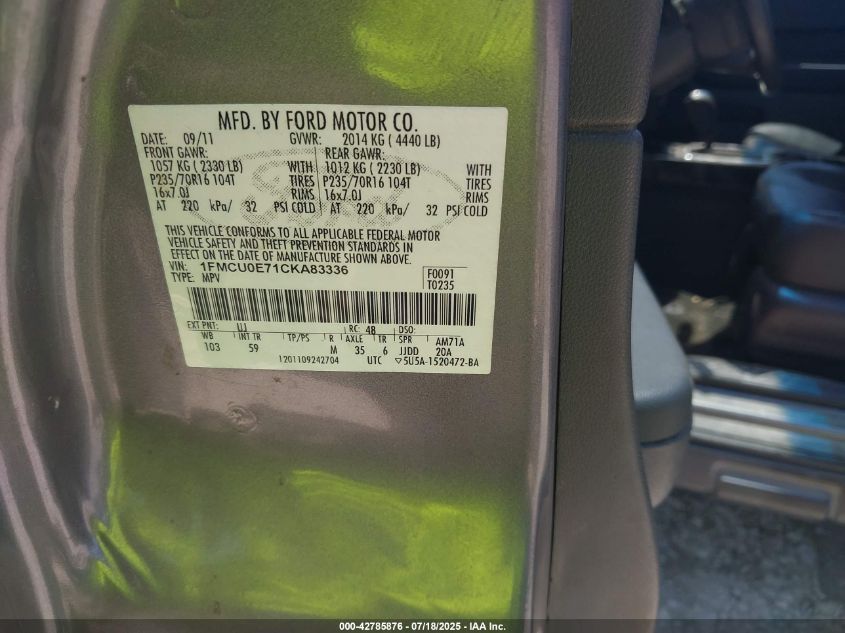 MFD. BY FORD MOTOR CO.
DATE: 09/11 GVWR: 2014 KG ( 4440 LB)
FRONT GAWR: REAR GAWR:
1057 KG ( 2330 LB) WITH 1012 KG ( 2230 LB) WITH
P235/70R16 104T TIRES P235/70R16 104T TIRES
16x7.0J RIMS 16x7.0J RIMS
AT 220 kPa/ 32 PSI COLD AT 220 kPa/ 32 PSI COLD
THIS VEHICLE CONFORMS TO ALL APPLICABLE FEDERAL MOTOR
VEHICLE SAFETY AND THEFT PREVENTION STANDARDS IN
EFFECT ON THE DATE OF MANUFACTURE SHOWN ABOVE.
VIN: 1FMCU0E71CKA83336 F0091
TYPE: MPV T0235
EXT PNT: UJ RC: 48 DSO:
WB INT TR TP/PS R AXLE TR SPR AM71A
103 59 M 35 6 JJDD 20A
1201109242704 UTC ▽5U5A-1520472-BA
000-42785876 / 07/18/2025 - IAA Inc.